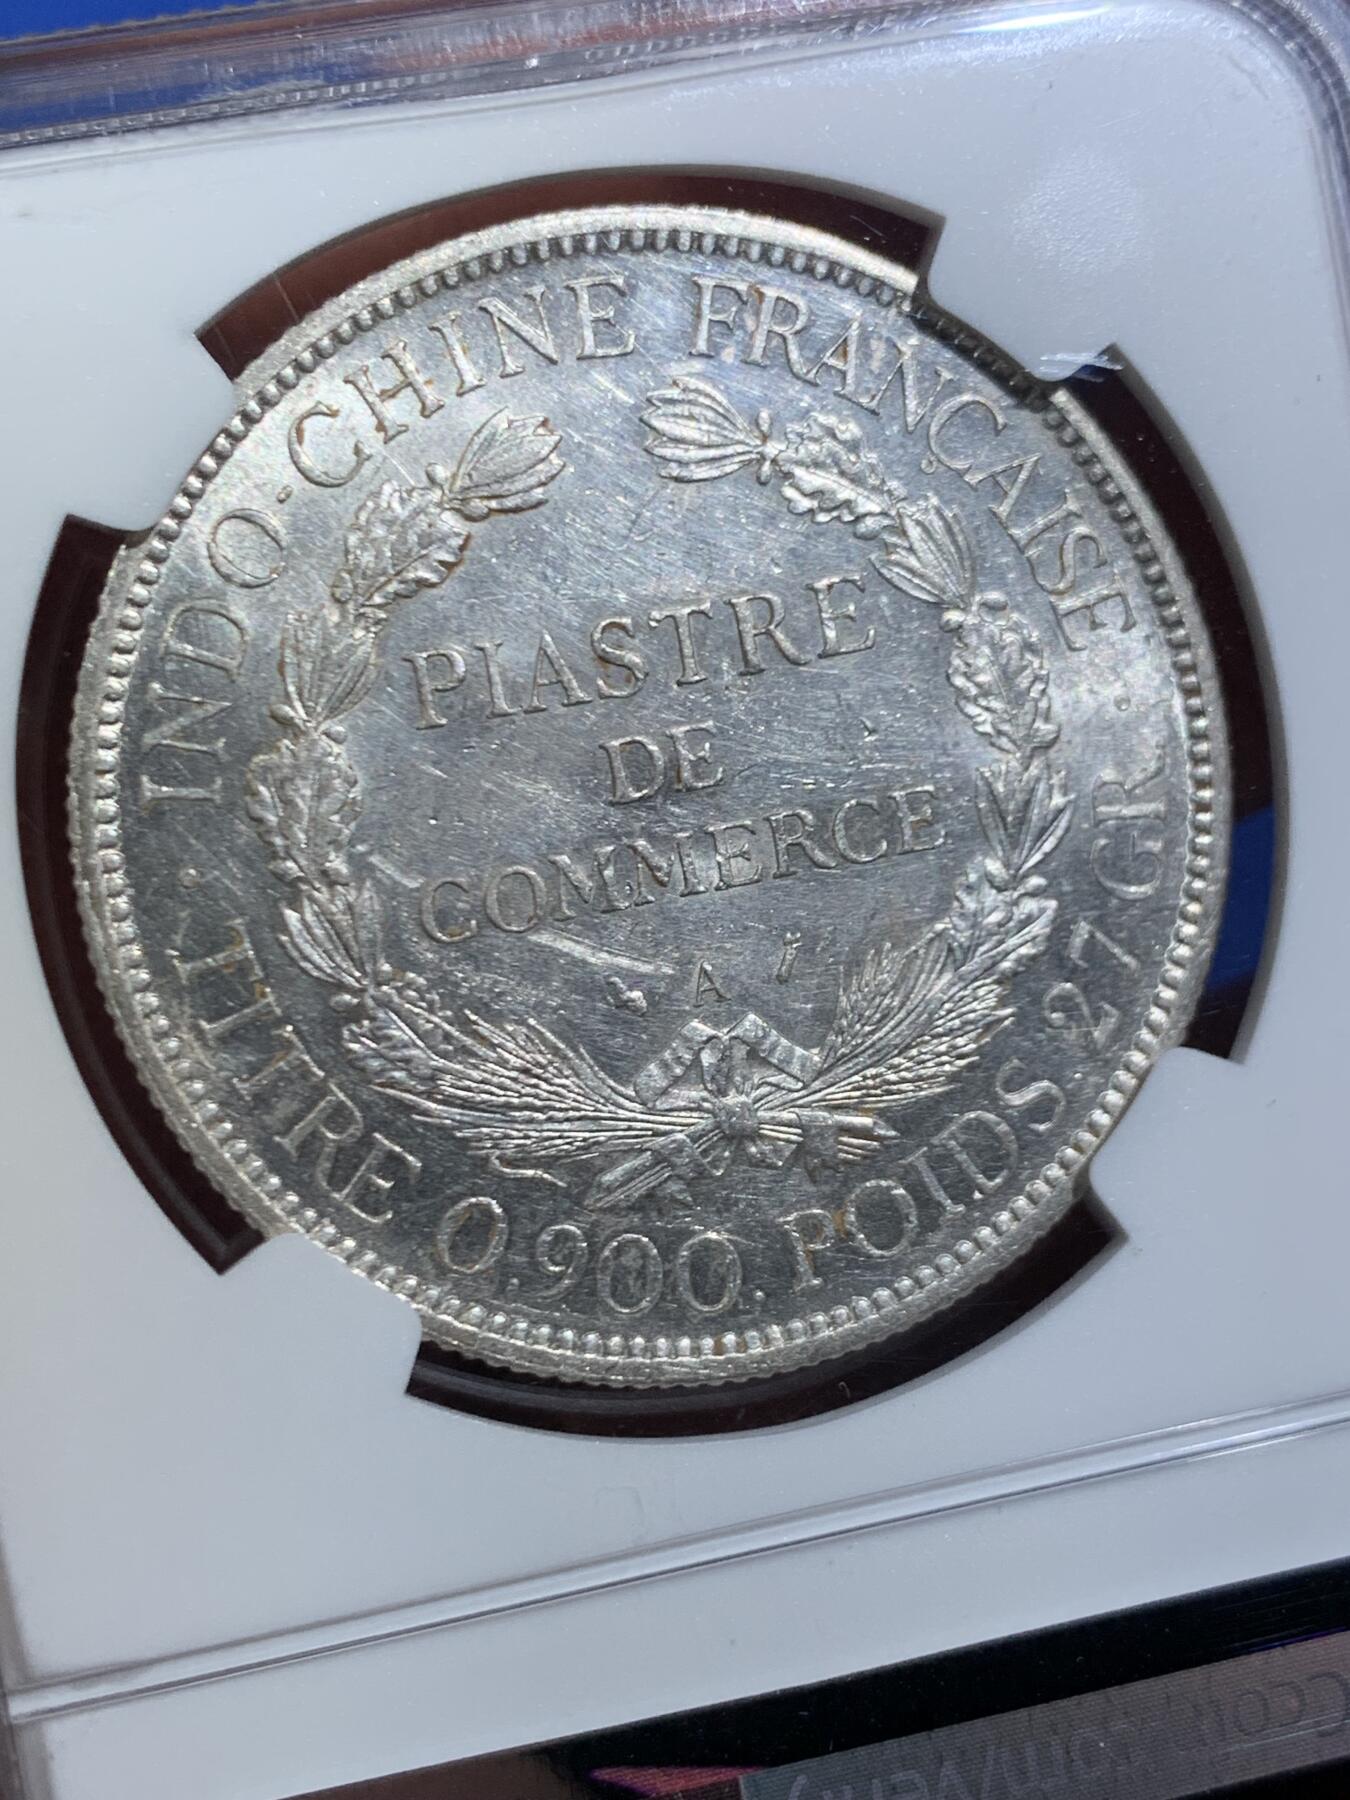 INDO-CHINE FRANÇAISE
PIASTRE
DE
COMMERCE
A
TITRE 0,900. POIDS 27 GR.